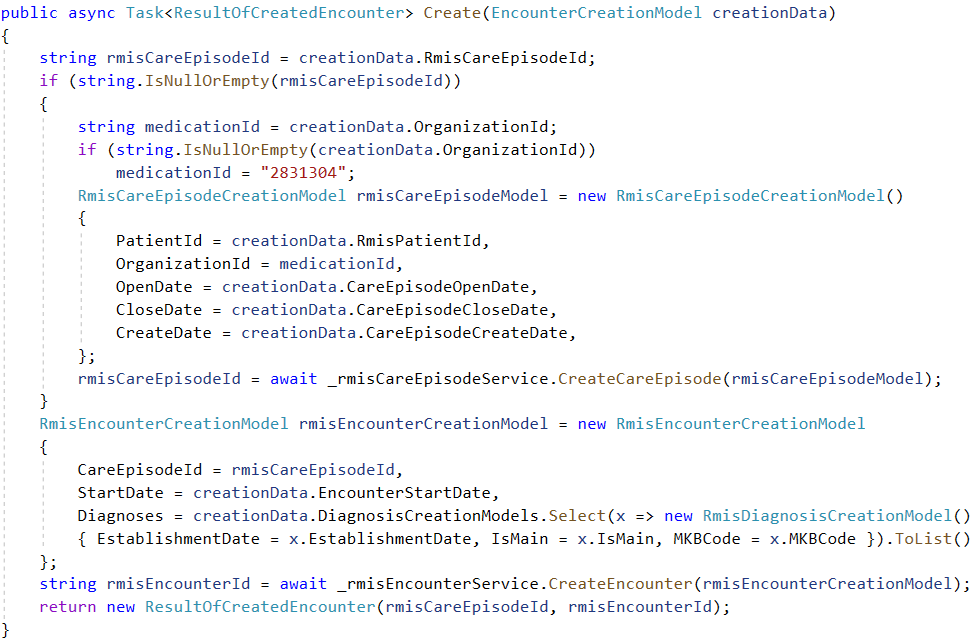 public async Task<ResultOfCreatedEncounter> Create(EncounterCreationModel creationData)
{
    string rmisCareEpisodeId = creationData.RmisCareEpisodeId;
    if (string.IsNullOrEmpty(rmisCareEpisodeId))
    {
        string medicationId = creationData.OrganizationId;
        if (string.IsNullOrEmpty(creationData.OrganizationId))
            medicationId = "2831304";
        RmisCareEpisodeCreationModel rmisCareEpisodeModel = new RmisCareEpisodeCreationModel()
        {
            PatientId = creationData.RmisPatientId,
            OrganizationId = medicationId,
            OpenDate = creationData.CareEpisodeOpenDate,
            CloseDate = creationData.CareEpisodeCloseDate,
            CreateDate = creationData.CareEpisodeCreateDate,
        };
        rmisCareEpisodeId = await _rmisCareEpisodeService.CreateCareEpisode(rmisCareEpisodeModel);
    }
    RmisEncounterCreationModel rmisEncounterCreationModel = new RmisEncounterCreationModel
    {
        CareEpisodeId = rmisCareEpisodeId,
        StartDate = creationData.EncounterStartDate,
        Diagnoses = creationData.DiagnosisCreationModels.Select(x => new RmisDiagnosisCreationModel()
        { EstablishmentDate = x.EstablishmentDate, IsMain = x.IsMain, MKBCode = x.MKBCode }).ToList()
    };
    string rmisEncounterId = await _rmisEncounterService.CreateEncounter(rmisEncounterCreationModel);
    return new ResultOfCreatedEncounter(rmisCareEpisodeId, rmisEncounterId);
}